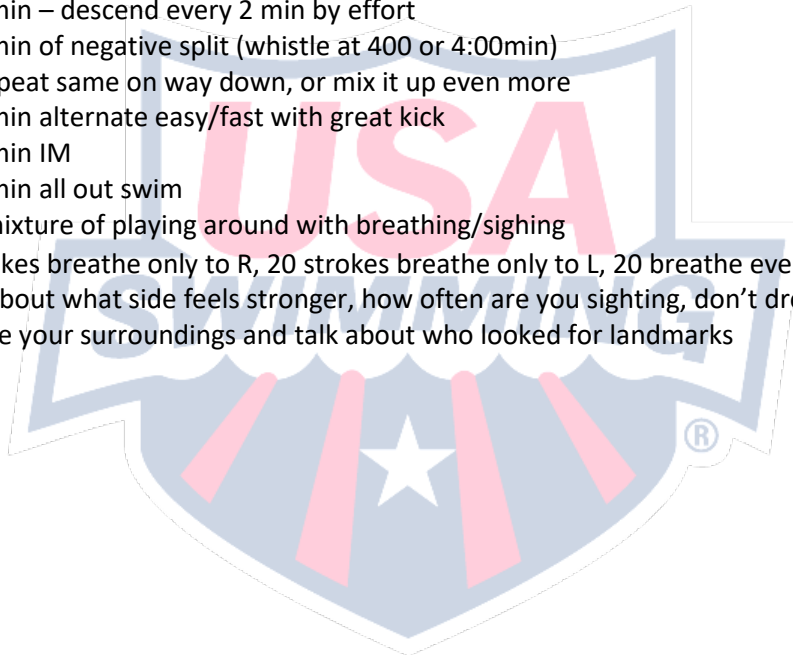 min – descend every 2 min by effort
min of negative split (whistle at 400 or 4:00min)
peat same on way down, or mix it up even more
min alternate easy/fast with great kick
min IM
min all out swim
mixture of playing around with breathing/sighing
kes breathe only to R, 20 strokes breathe only to L, 20 breathe eve
about what side feels stronger, how often are you sighting, don’t dr
e your surroundings and talk about who looked for landmarks
USA
SWIMMING
®